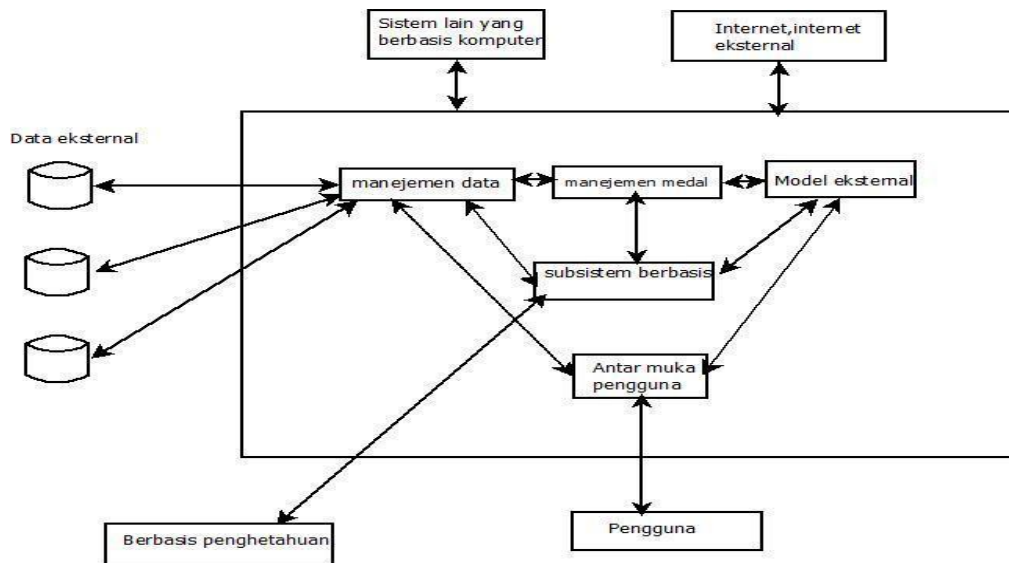 Sistem lain yang
berbasis komputer
Internet,internet
eksternal
Data eksternal
manejemen data
manejemen medal
Model eksternal
subsistem berbasis
Antar muka
pengguna
Berbasis penghetahuan
Pengguna